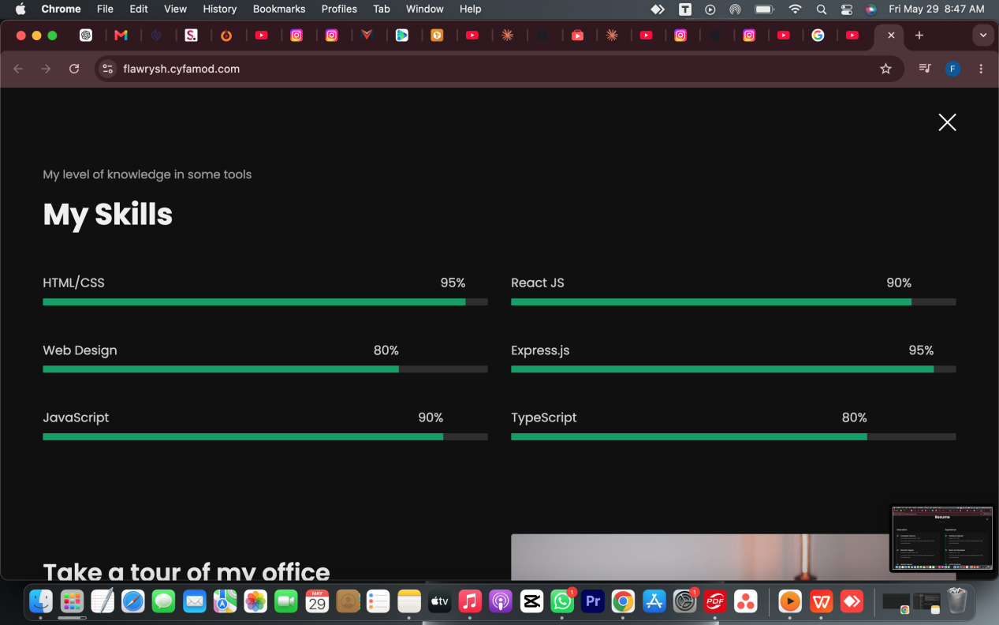 Chrome File Edit View History Bookmarks Profiles Tab Window Help Fri May 29 8:47 AM
flawrysh.cyfamod.com F
My level of knowledge in some tools
My Skills
HTML/CSS 95% React JS 90%
Web Design 80% Express.js 95%
JavaScript 90% TypeScript 80%
Resume
Take a tour of my office
MAY
29
tv
1
Pr
1
PDF